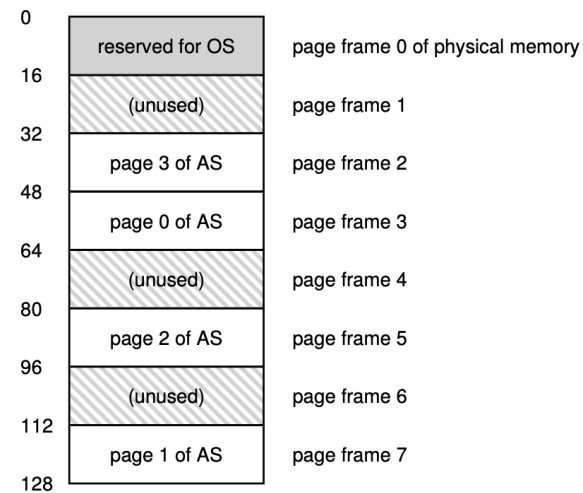 0
reserved for OS page frame 0 of physical memory
16
(unused) page frame 1
32
page 3 of AS page frame 2
48
page 0 of AS page frame 3
64
(unused) page frame 4
80
page 2 of AS page frame 5
96
(unused) page frame 6
112
page 1 of AS page frame 7
128